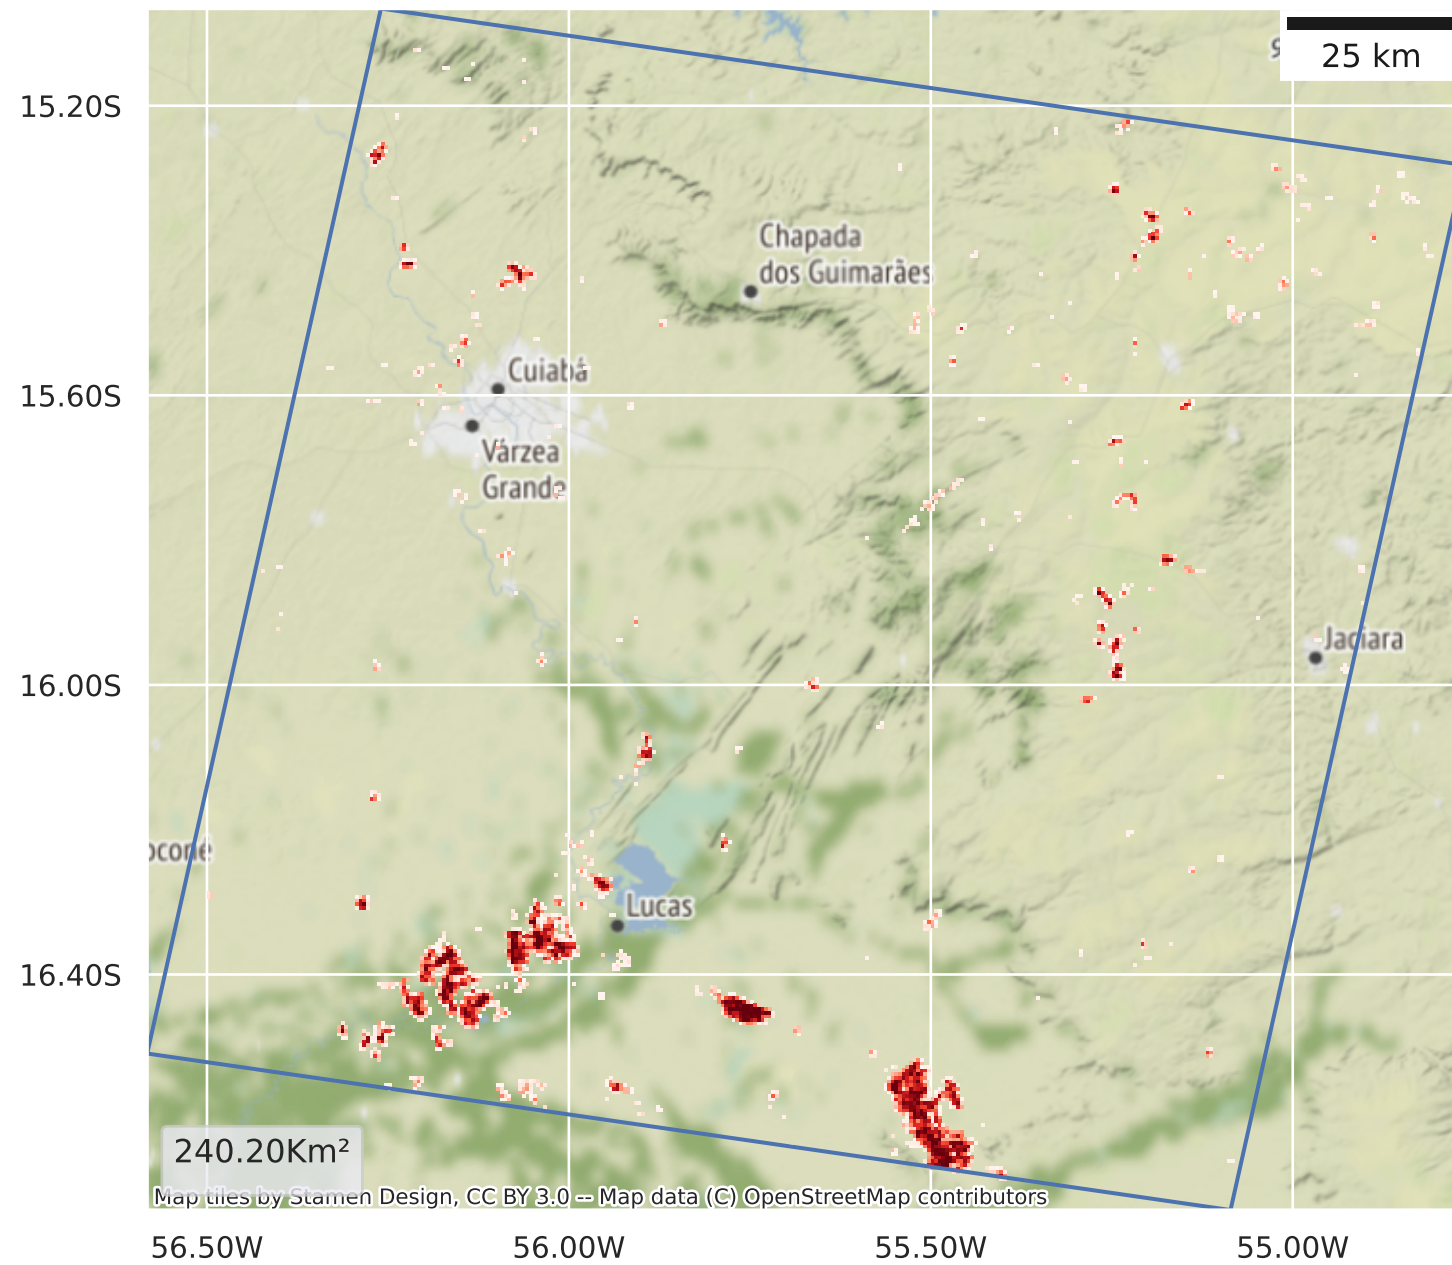 25 km
15.20S
Chapada
dos Guimarães
Cuiabá
15.60S
Várzea
Grande
Jaciara
16.00S
oconé
Lucas
16.40S
240.20Km²
Map tiles by Stamen Design, CC BY 3.0 -- Map data (C) OpenStreetMap contributors
56.50W
56.00W
55.50W
55.00W